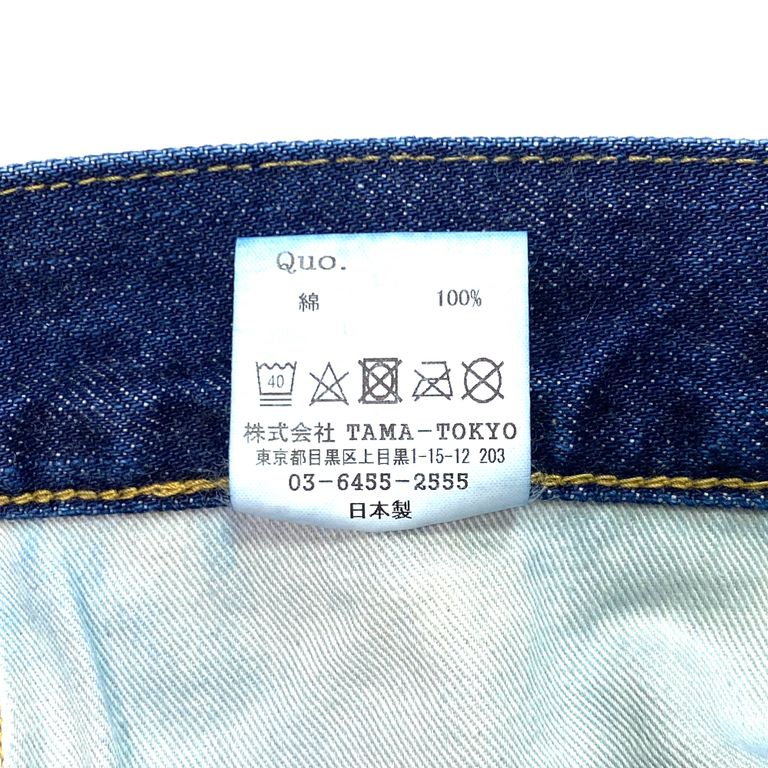 Quo.
綿 100%
40
株式会社 TAMA-TOKYO
東京都目黒区上目黒1-15-12 203
03-6455-2555
日本製